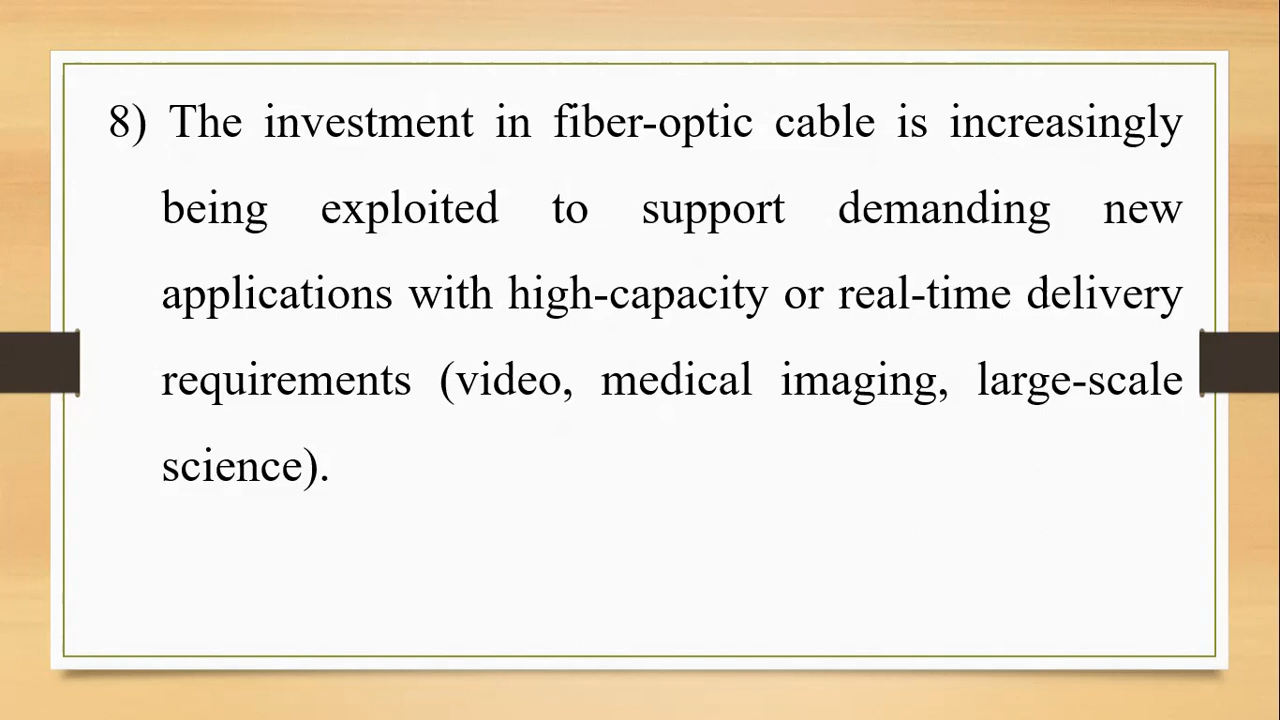 8) The investment in fiber-optic cable is increasingly
being exploited to support demanding new
applications with high-capacity or real-time delivery
requirements (video, medical imaging, large-scale
science).